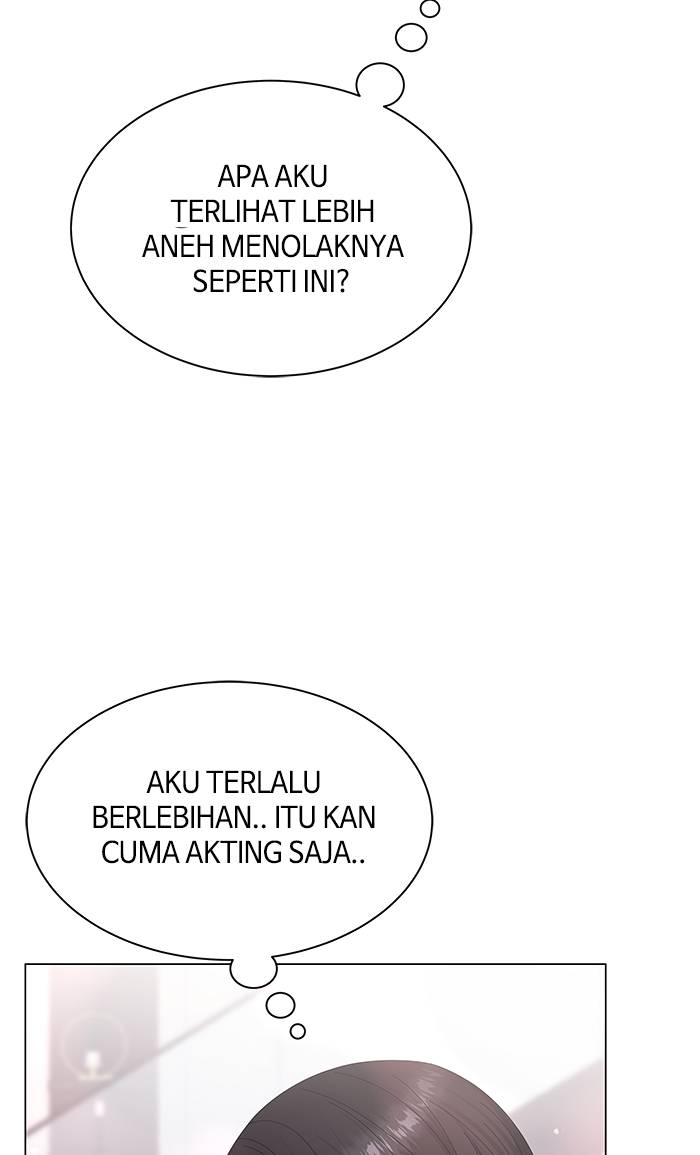 APA AKU
TERLIHAT LEBIH
ANEH MENOLAKNYA
SEPERTI INI?
AKU TERLALU
BERLEBIHAN.. ITU KAN
CUMA AKTING SAJA..